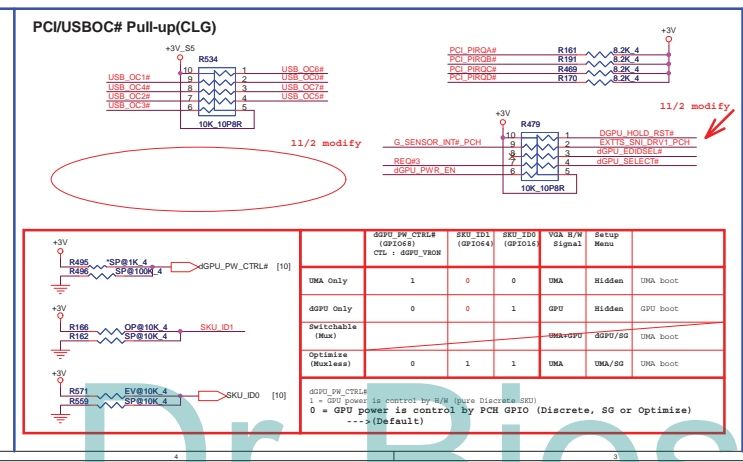 PCI/USBOC# Pull-up(CLG)
+3V_S5
R534
10 1 USB_OC6#
USB_OC1# 9 2 USB_OC0#
USB_OC4# 8 3 USB_OC7#
USB_OC2# 7 4 USB_OC5#
USB_OC3# 6 5
10K_10P8R
+3V
PCI_PIRQA# R161 8.2K_4
PCI_PIRQB# R191 8.2K_4
PCI_PIRQC# R469 8.2K_4
PCI_PIRQD# R170 8.2K_4
11/2 modify
11/2 modify
+3V
R479
10 1 DGPU_HOLD_RST#
G_SENSOR_INT#_PCH 9 2 EXTTS_SNI_DRV1_PCH
8 3 dGPU_EDIDSEL#
REQ#3 7 4 dGPU_SELECT#
dGPU_PWR_EN 6 5
10K_10P8R
+3V
R495 *SP@1K_4
R496 SP@100K_4 dGPU_PW_CTRL# [10]
+3V
R166 OP@10K_4 SKU_ID1
R162 SP@10K_4
+3V
R571 EV@10K_4 SKU_ID0 [10]
R559 SP@10K_4
dGPU_PW_CTRL# (GPIO68) CTL : dGPU_VRON SKU_ID1 (GPIO64) SKU_ID0 (GPIO16) VGA H/W Signal Setup Menu
UMA Only 1 0 0 UMA Hidden UMA boot
dGPU Only 0 0 1 GPU Hidden GPU boot
Switchable (Mux) UMA+GPU dGPU/SG UMA boot
Optimize (Muxless) 0 1 1 UMA UMA/SG UMA boot
dGPU_PW_CTRL#
1 = GPU power is control by H/W (pure Discrete SKU)
0 = GPU power is control by PCH GPIO (Discrete, SG or Optimize)
--->(Default)
Dr Bios
4 3